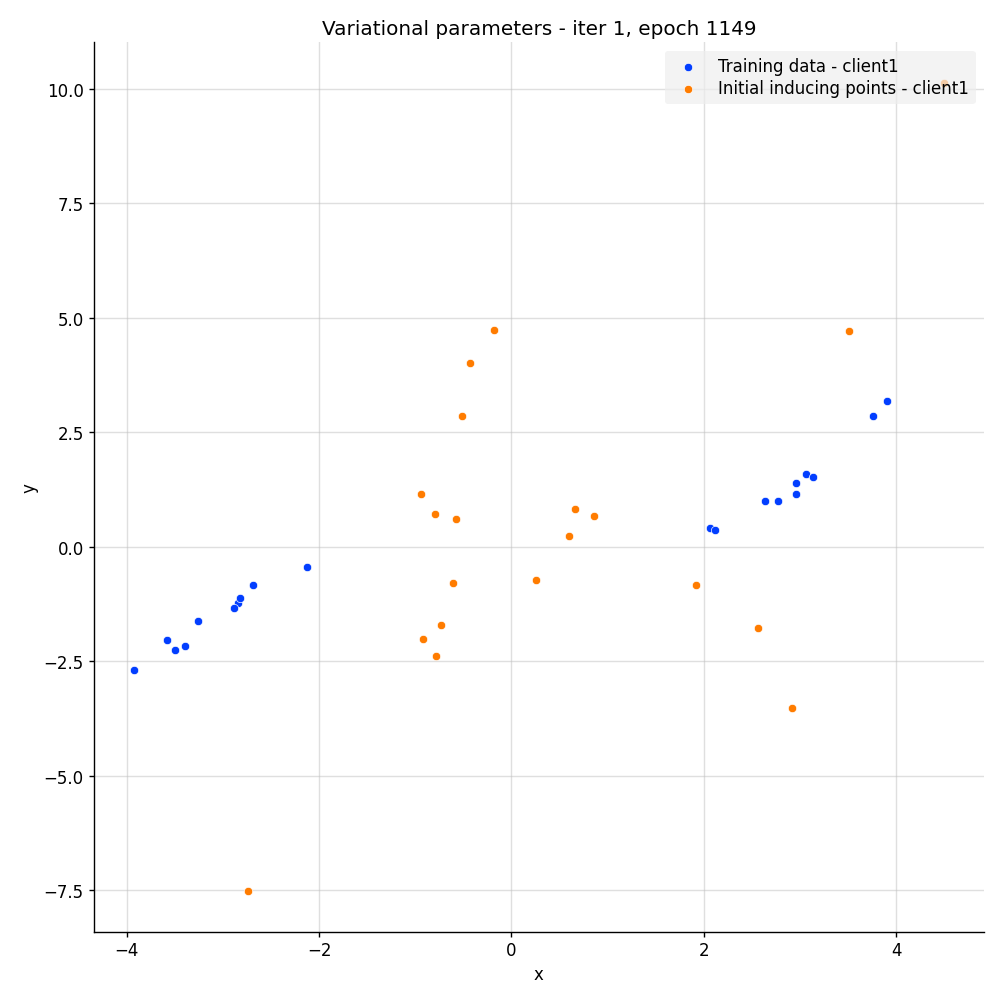 Variational parameters - iter 1, epoch 1149
Training data - client1
Initial inducing points - client1
10.0
7.5
5.0
2.5
0.0
−2.5
−5.0
−7.5
y
−4
−2
0
2
4
x